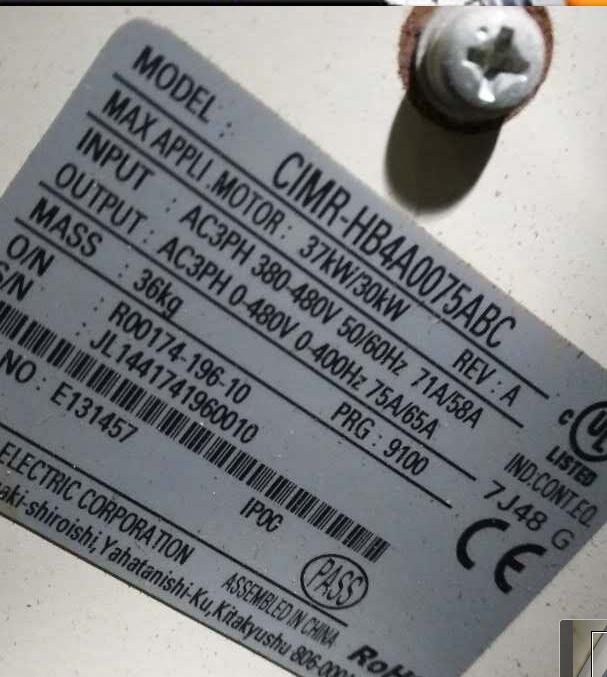 MODEL : CIMR-HB4A0075ABC
MAX APPLI.MOTOR : 37kW/30kW REV : A
INPUT : AC3PH 380-480V 50/60Hz 71A/58A
OUTPUT : AC3PH 0-480V 0-400Hz 75A/65A
MASS : 36kg PRG : 9100
O/N : R00174-196-10
S/N : JL1441741960010
NO : E131457
IP0C
C UL
LISTED
IND.CONT.EQ.
7J48 G
CE
PASS
ELECTRIC CORPORATION
ASSEMBLED IN CHINA
aki-shiroishi, Yahatanishi-Ku, Kitakyushu